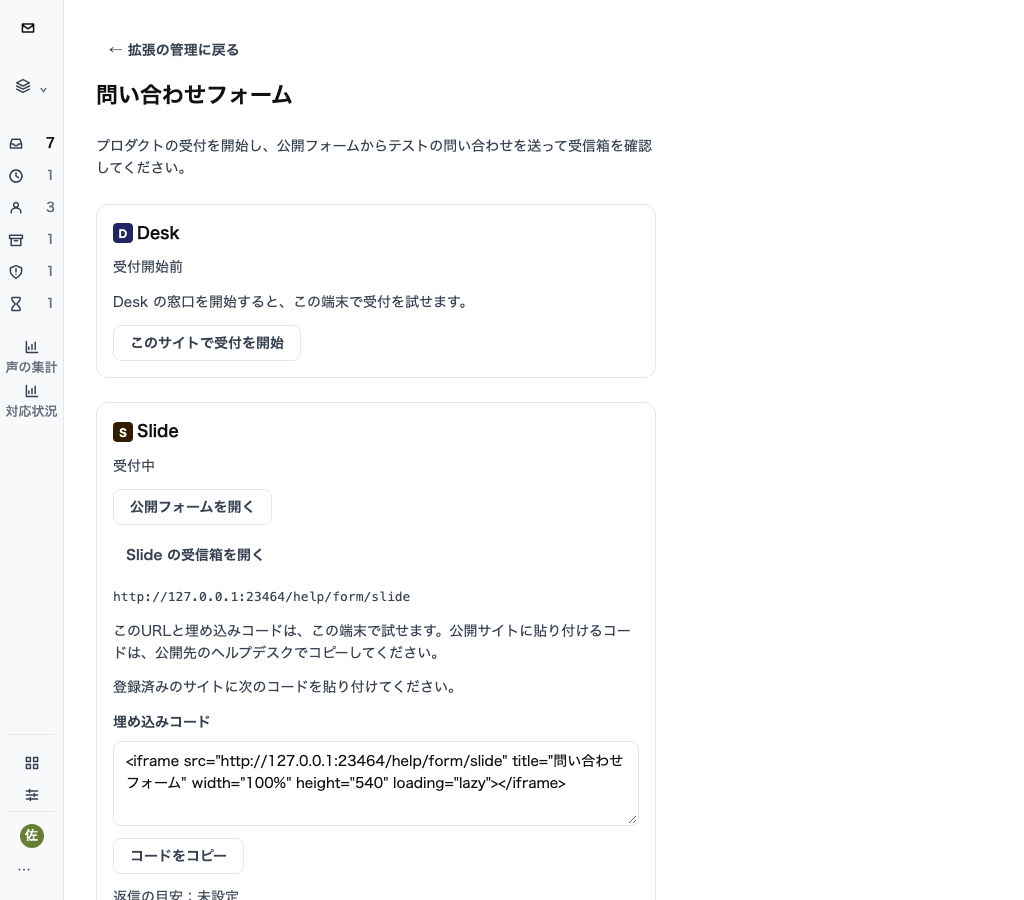 ← 拡張の管理に戻る
問い合わせフォーム
プロダクトの受付を開始し、公開フォームからテストの問い合わせを送って受信箱を確認
してください。
7
1
3
1
1
1
声の集計
対応状況
D Desk
受付開始前
Desk の窓口を開始すると、この端末で受付を試せます。
このサイトで受付を開始
S Slide
受付中
公開フォームを開く
Slide の受信箱を開く
http://127.0.0.1:23464/help/form/slide
このURLと埋め込みコードは、この端末で試せます。公開サイトに貼り付けるコー
ドは、公開先のヘルプデスクでコピーしてください。
登録済みのサイトに次のコードを貼り付けてください。
埋め込みコード
<iframe src="http://127.0.0.1:23464/help/form/slide" title="問い合わせ
フォーム" width="100%" height="540" loading="lazy"></iframe>
コードをコピー
返信の目安：未設定
佐
…